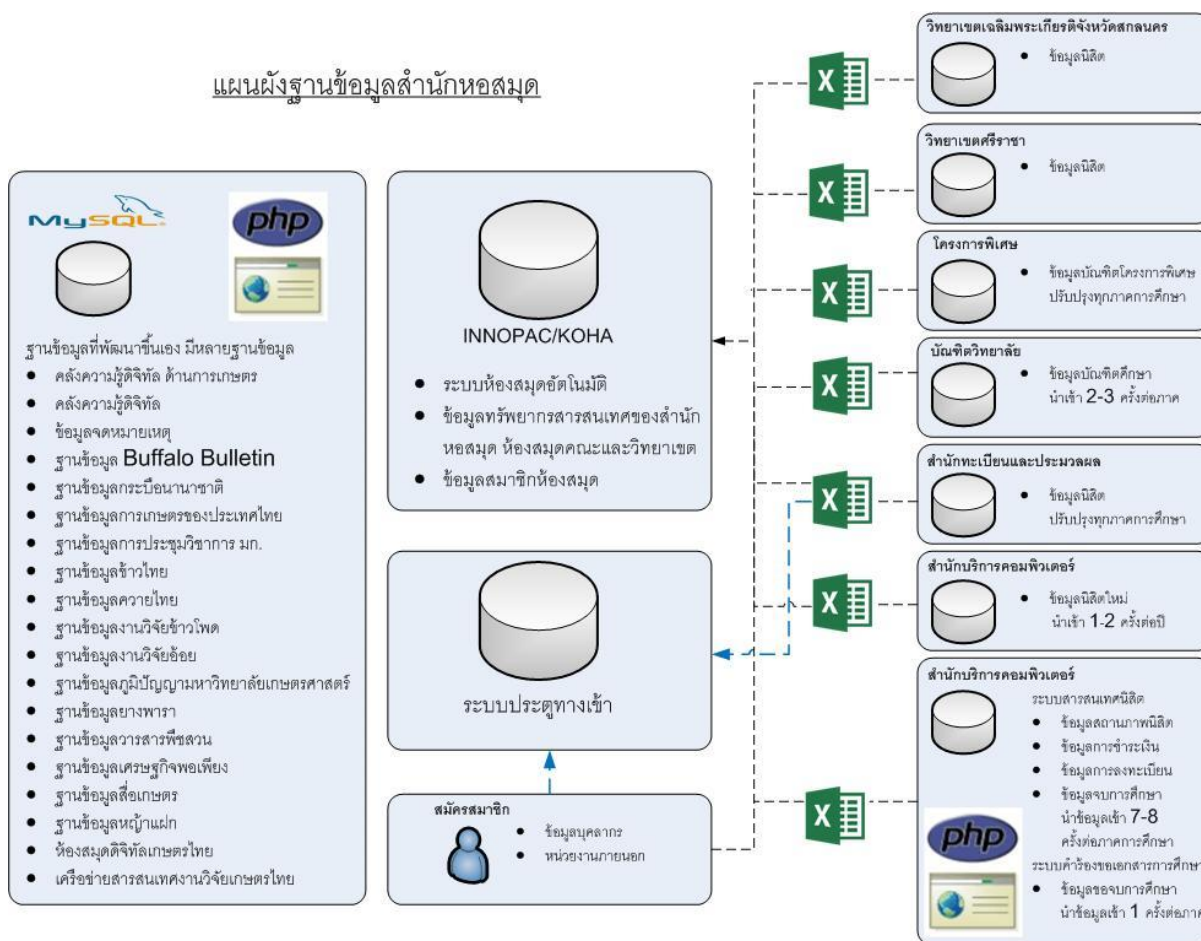 แผนผังฐานข้อมูลสำนักหอสมุด
MySQL
php
ฐานข้อมูลที่พัฒนาขึ้นเอง มีหลายฐานข้อมูล
คลังความรู้ดิจิทัล ด้านการเกษตร
คลังความรู้ดิจิทัล
ข้อมูลจดหมายเหตุ
ฐานข้อมูล Buffalo Bulletin
ฐานข้อมูลกระบือนานาชาติ
ฐานข้อมูลการเกษตรของประเทศไทย
ฐานข้อมูลการประชุมวิชาการ มก.
ฐานข้อมูลข้าวไทย
ฐานข้อมูลควายไทย
ฐานข้อมูลงานวิจัยข้าวโพด
ฐานข้อมูลงานวิจัยอ้อย
ฐานข้อมูลภูมิปัญญามหาวิทยาลัยเกษตรศาสตร์
ฐานข้อมูลยางพารา
ฐานข้อมูลวารสารพืชสวน
ฐานข้อมูลเศรษฐกิจพอเพียง
ฐานข้อมูลสื่อเกษตร
ฐานข้อมูลหญ้าแฝก
ห้องสมุดดิจิทัลเกษตรไทย
เครือข่ายสารสนเทศงานวิจัยเกษตรไทย
INNOPAC/KOHA
ระบบห้องสมุดอัตโนมัติ
ข้อมูลทรัพยากรสารสนเทศของสำนัก
หอสมุด ห้องสมุดคณะและวิทยาเขต
ข้อมูลสมาชิกห้องสมุด
ระบบประตูทางเข้า
สมัครสมาชิก
ข้อมูลบุคลากร
หน่วยงานภายนอก
X
X
X
X
X
X
X
วิทยาเขตเฉลิมพระเกียรติจังหวัดสกลนคร
ข้อมูลนิสิต
วิทยาเขตศรีราชา
ข้อมูลนิสิต
โครงการพิเศษ
ข้อมูลบัณฑิตโครงการพิเศษ
ปรับปรุงทุกภาคการศึกษา
บัณฑิตวิทยาลัย
ข้อมูลบัณฑิตศึกษา
นำเข้า 2-3 ครั้งต่อภาค
สำนักทะเบียนและประมวลผล
ข้อมูลนิสิต
ปรับปรุงทุกภาคการศึกษา
สำนักบริการคอมพิวเตอร์
ข้อมูลนิสิตใหม่
นำเข้า 1-2 ครั้งต่อปี
สำนักบริการคอมพิวเตอร์
ระบบสารสนเทศนิสิต
ข้อมูลสถานภาพนิสิต
ข้อมูลการชำระเงิน
ข้อมูลการลงทะเบียน
ข้อมูลจบการศึกษา
นำข้อมูลเข้า 7-8
ครั้งต่อภาคการศึกษา
php
ระบบคำร้องขอเอกสารการศึกษา
ข้อมูลขอจบการศึกษา
นำข้อมูลเข้า 1 ครั้งต่อภาค